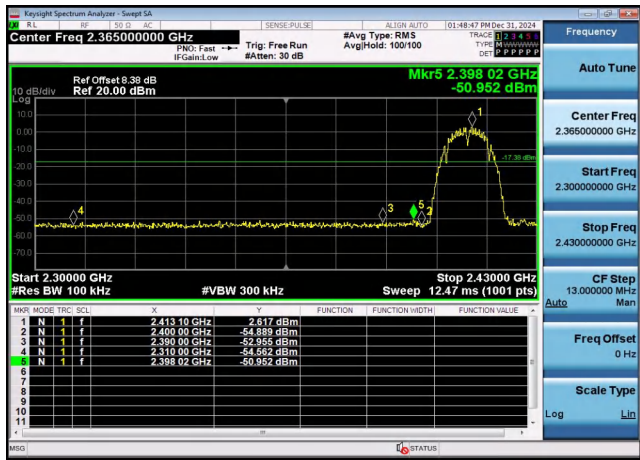 Keysight Spectrum Analyzer - Swept SA
RL RF 50 Ω AC SENSE:PULSE ALIGN AUTO 01:48:47 PM Dec 31, 2024
Center Freq 2.365000000 GHz
PNO: Fast
IFGain:Low
Trig: Free Run
#Atten: 30 dB
#Avg Type: RMS
Avg|Hold: 100/100
TRACE 1 2 3 4 5 6
TYPE M W W W W W
DET P P P P P P
Ref Offset 8.38 dB
10 dB/div Ref 20.00 dBm
Log
Mkr5 2.398 02 GHz
-50.952 dBm
10.0
0.00
-10.0
-20.0
-30.0
-40.0
-50.0
-60.0
-70.0
1
-17.38 dBm
4
3
5
2
Start 2.30000 GHz Stop 2.43000 GHz
#Res BW 100 kHz #VBW 300 kHz Sweep 12.47 ms (1001 pts)
MKR MODE TRC SCL X Y FUNCTION FUNCTION WIDTH FUNCTION VALUE
1 N 1 f 2.413 10 GHz 2.617 dBm
2 N 1 f 2.400 00 GHz -54.889 dBm
3 N 1 f 2.390 00 GHz -52.955 dBm
4 N 1 f 2.310 00 GHz -54.562 dBm
5 N 1 f 2.398 02 GHz -50.952 dBm
6
7
8
9
10
11
MSG STATUS
Frequency
Auto Tune
Center Freq
2.365000000 GHz
Start Freq
2.300000000 GHz
Stop Freq
2.430000000 GHz
CF Step
13.000000 MHz
Auto Man
Freq Offset
0 Hz
Scale Type
Log Lin